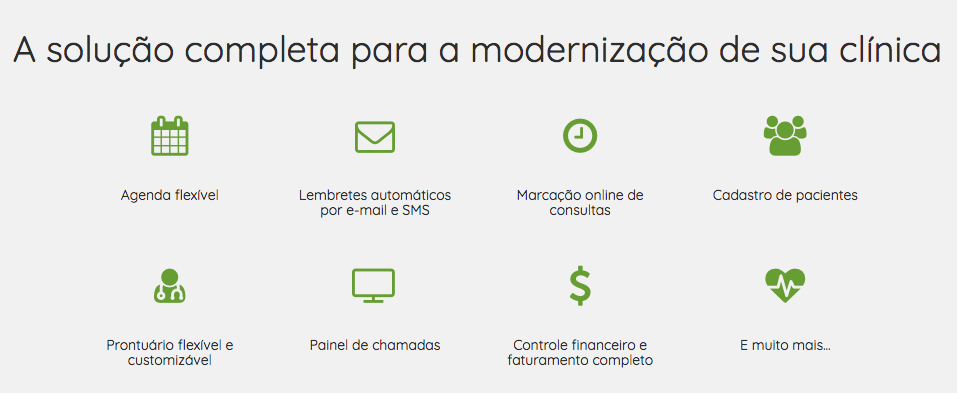 A solução completa para a modernização de sua clínica
Agenda flexível
Lembretes automáticos
por e-mail e SMS
Marcação online de
consultas
Cadastro de pacientes
Prontuário flexível e
customizável
Painel de chamadas
Controle financeiro e
faturamento completo
E muito mais...